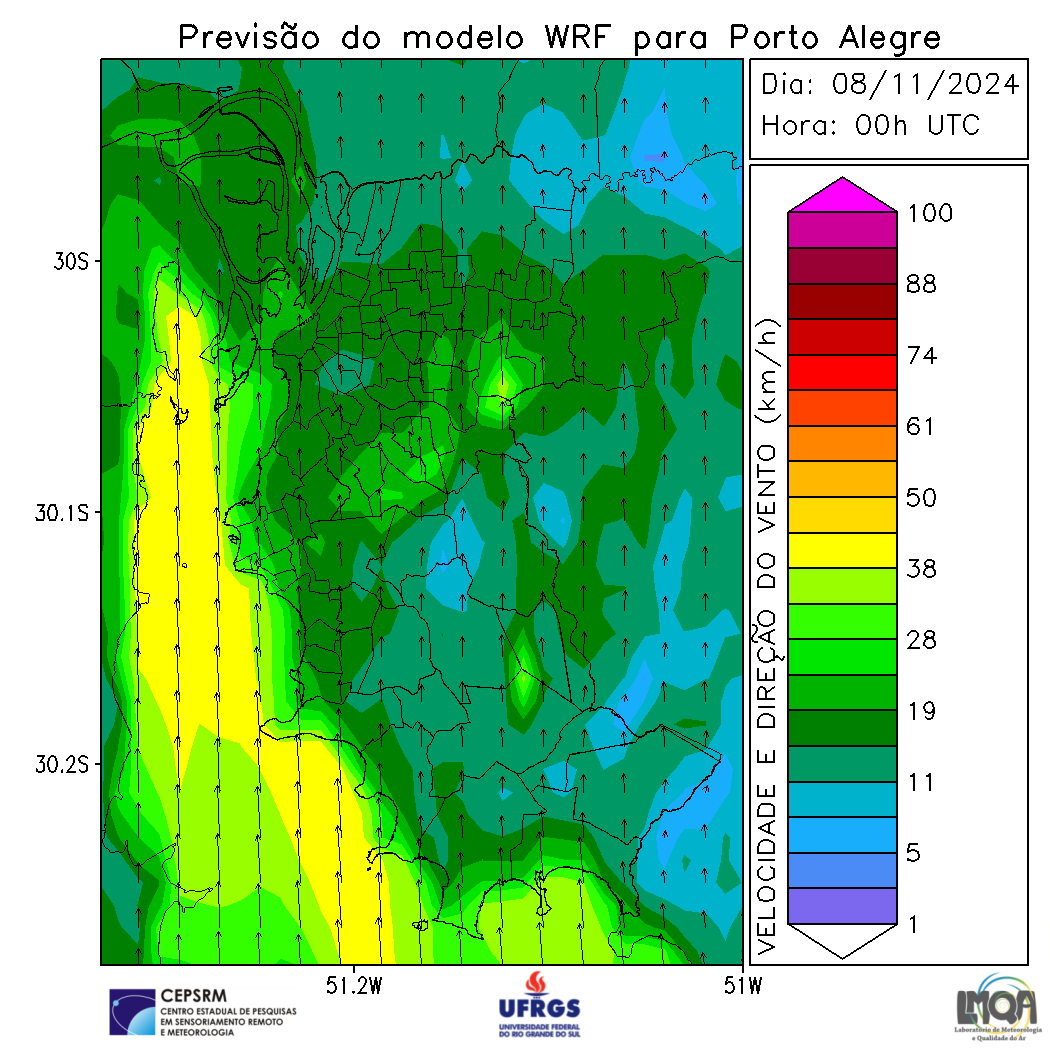 Previsão do modelo WRF para Porto Alegre
Dia: 08/11/2024
Hora: 00h UTC
30S
30.1S
30.2S
51.2W
51W
VELOCIDADE E DIREÇÃO DO VENTO (km/h)
100
88
74
61
50
38
28
19
11
5
1
CEPSRM
CENTRO ESTADUAL DE PESQUISAS
EM SENSORIAMENTO REMOTO
E METEOROLOGIA
UFRGS
UNIVERSIDADE FEDERAL
DO RIO GRANDE DO SUL
LMQA
Laboratório de Meteorologia
e Qualidade do Ar